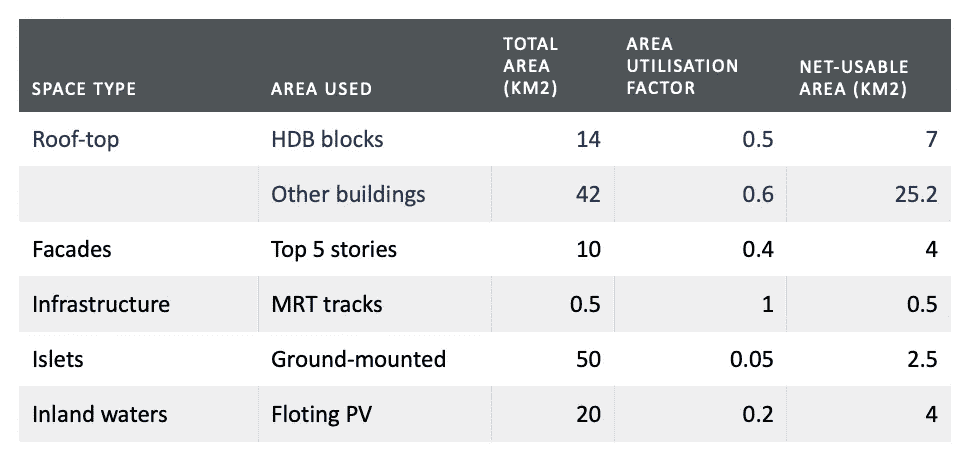 SPACE TYPE AREA USED TOTAL AREA (KM2) AREA UTILISATION FACTOR NET-USABLE AREA (KM2)
Roof-top HDB blocks 14 0.5 7
Other buildings 42 0.6 25.2
Facades Top 5 stories 10 0.4 4
Infrastructure MRT tracks 0.5 1 0.5
Islets Ground-mounted 50 0.05 2.5
Inland waters Floting PV 20 0.2 4